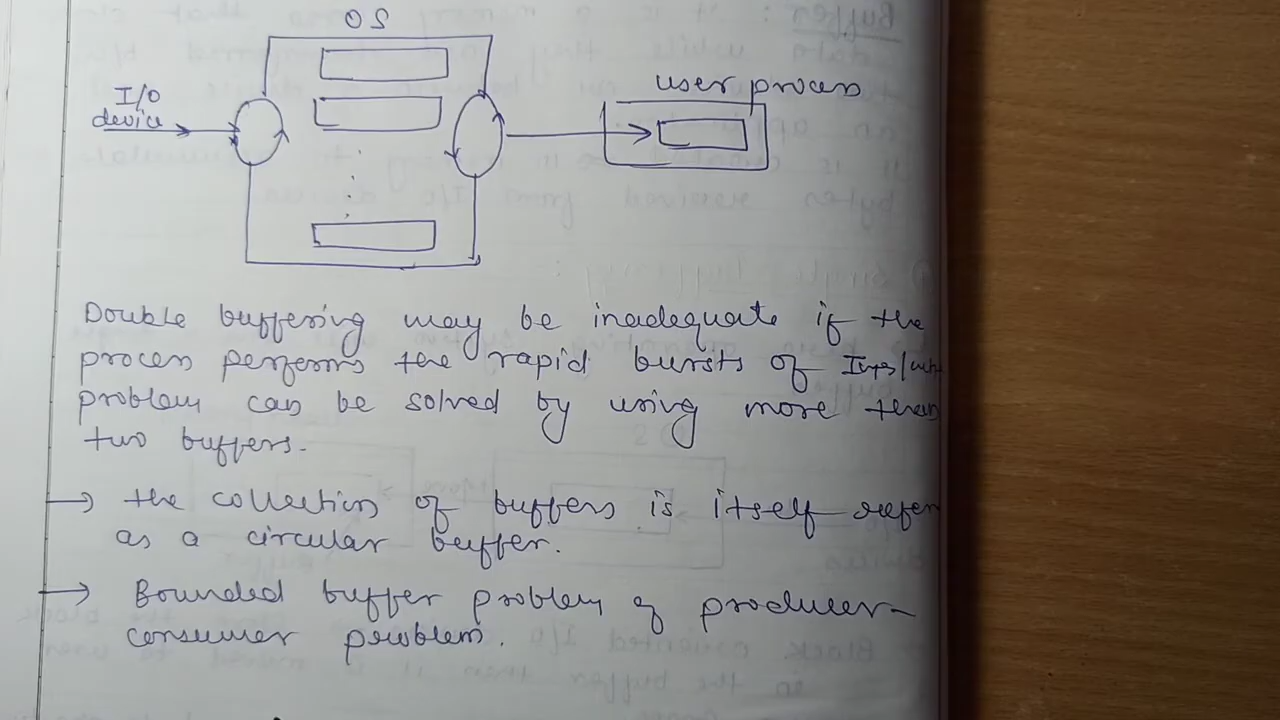 OS
I/O
device
user process
Double buffering may be inadequate if the
process performs the rapid bursts of
problem can be solved by using more than
two buffers.
→ the collection of buffers is itself refer
as a circular buffer.
→ Bounded buffer problem of producer-
consumer problem.